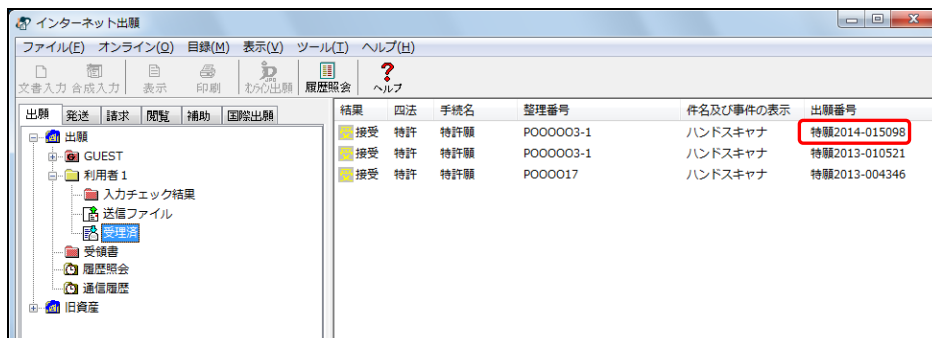 インターネット出願
ファイル(F) オンライン(O) 目録(M) 表示(V) ツール(T) ヘルプ(H)
文書入力 合成入力 表示 印刷 オンライン出願 履歴照会 ヘルプ
出願 発送 請求 閲覧 補助 国際出願
出願
GUEST
利用者1
入力チェック結果
送信ファイル
受理済
受領書
履歴照会
通信履歴
旧資産
結果 四法 手続名 整理番号 件名及び事件の表示 出願番号
接受 特許 特許願 POOOOO3-1 ハンドスキャナ 特願2014-015098
接受 特許 特許願 POOOOO3-1 ハンドスキャナ 特願2013-010521
接受 特許 特許願 POOOO17 ハンドスキャナ 特願2013-004346